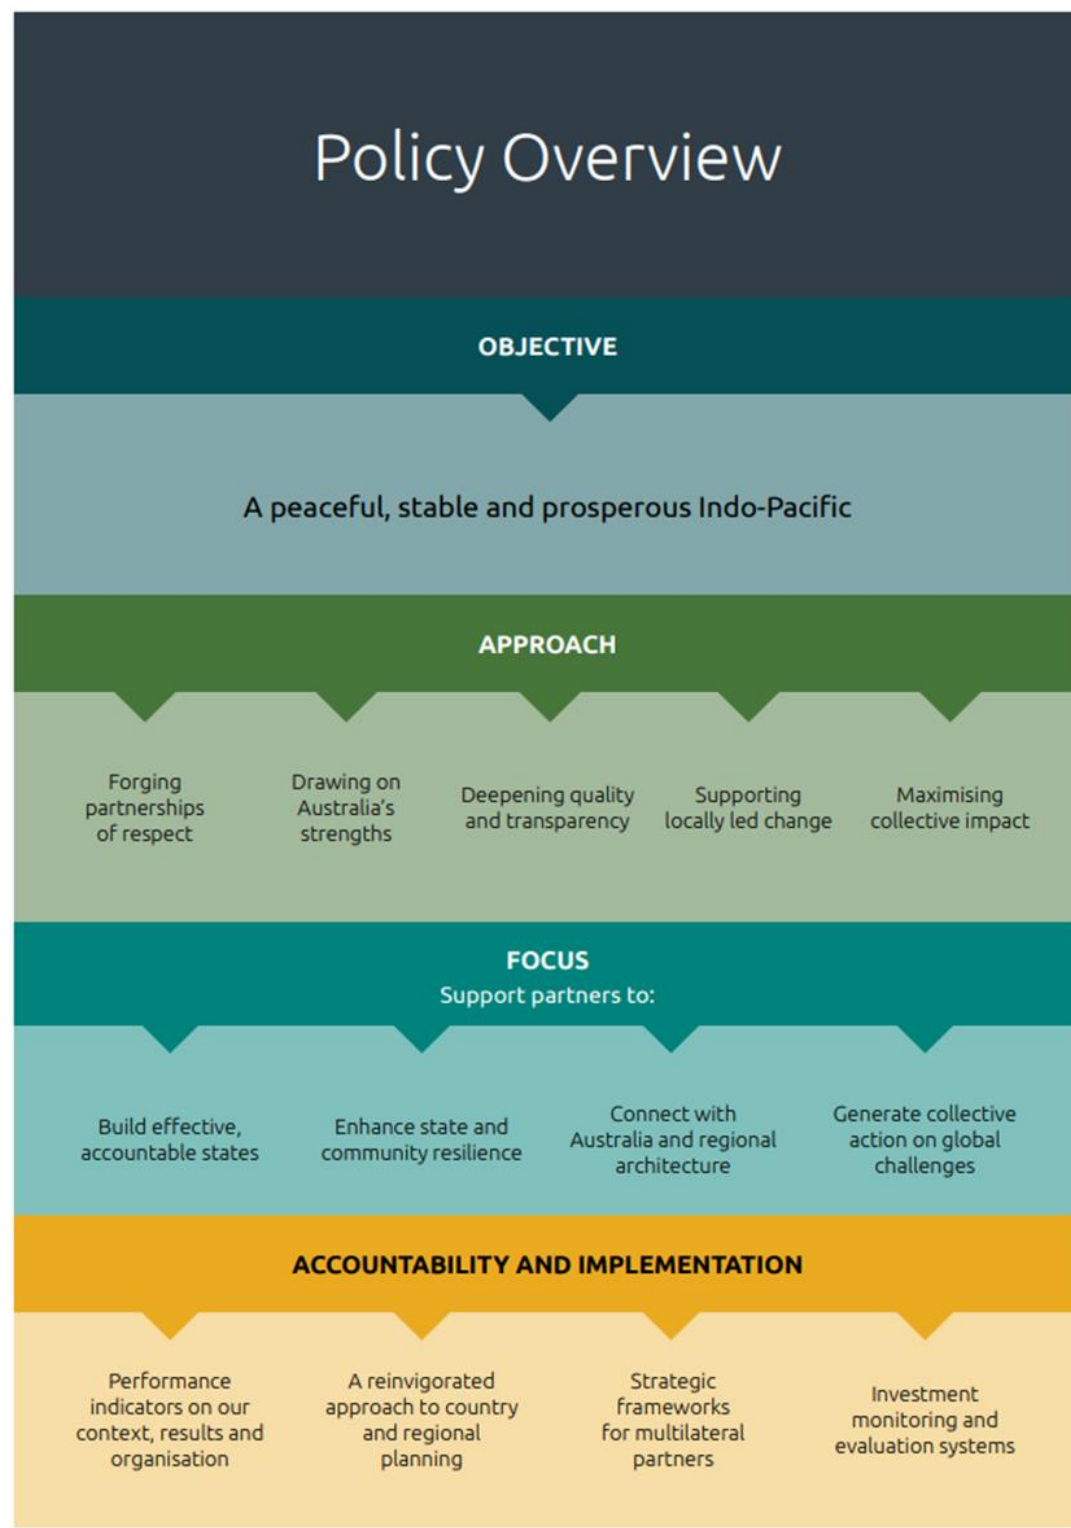 Policy Overview
OBJECTIVE
A peaceful, stable and prosperous Indo-Pacific
APPROACH
Forging
partnerships
of respect
Drawing on
Australia's
strengths
Deepening quality
and transparency
Supporting
locally led change
Maximising
collective impact
FOCUS
Support partners to:
Build effective,
accountable states
Enhance state and
community resilience
Connect with
Australia and regional
architecture
Generate collective
action on global
challenges
ACCOUNTABILITY AND IMPLEMENTATION
Performance
indicators on our
context, results and
organisation
A reinvigorated
approach to country
and regional
planning
Strategic
frameworks
for multilateral
partners
Investment
monitoring and
evaluation systems